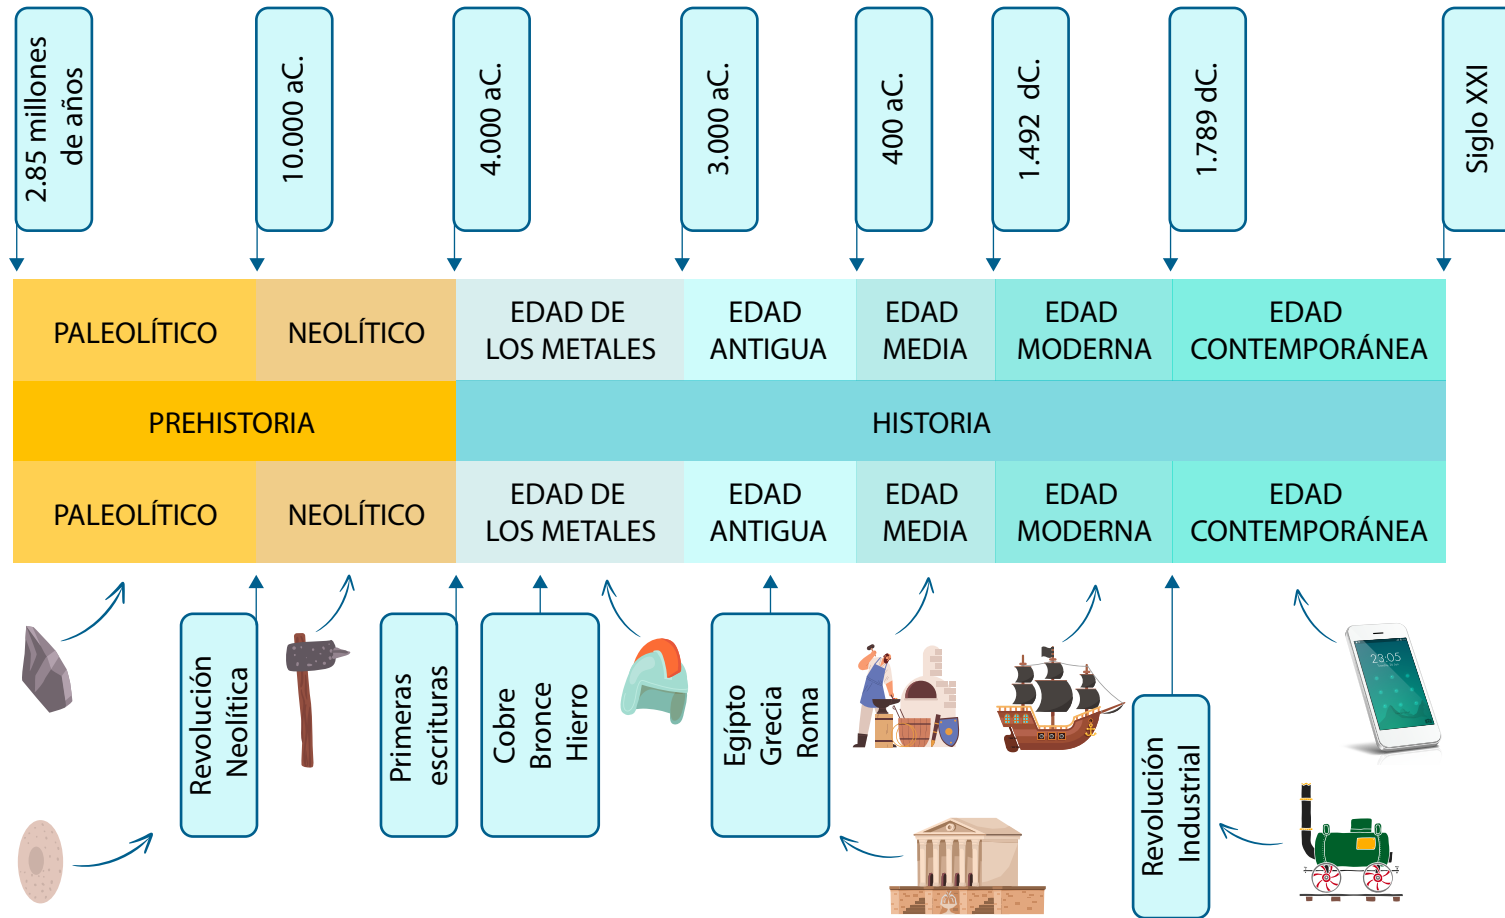 2.85 millones
de años
10.000 aC.
4.000 aC.
3.000 aC.
400 aC.
1.492 dC.
1.789 dC.
Siglo XXI
PALEOLÍTICO
NEOLÍTICO
EDAD DE
LOS METALES
EDAD
ANTIGUA
EDAD
MEDIA
EDAD
MODERNA
EDAD
CONTEMPORÁNEA
PREHISTORIA
HISTORIA
PALEOLÍTICO
NEOLÍTICO
EDAD DE
LOS METALES
EDAD
ANTIGUA
EDAD
MEDIA
EDAD
MODERNA
EDAD
CONTEMPORÁNEA
Revolución
Neolítica
Primeras
escrituras
Cobre
Bronce
Hierro
Egípto
Grecia
Roma
Revolución
Industrial
23:05